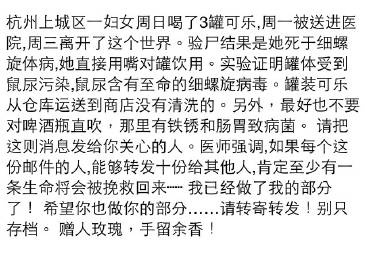 杭州上城区一妇女周日喝了3罐可乐,周一被送进医
院,周三离开了这个世界。验尸结果是她死于细螺
旋体病,她直接用嘴对罐饮用。实验证明罐体受到
鼠尿污染,鼠尿含有至命的细螺旋病毒。罐装可乐
从仓库运送到商店没有清洗的。另外，最好也不要
对啤酒瓶直吹，那里有铁锈和肠胃致病菌。 请把
这则消息发给你关心的人。医师强调,如果每个这
份邮件的人,能够转发十份给其他人,肯定至少有一
条生命将会被挽救回来┅┅ 我已经做了我的部分
了！ 希望你也做你的部分……请转寄转发！别只
存档。 赠人玫瑰，手留余香！